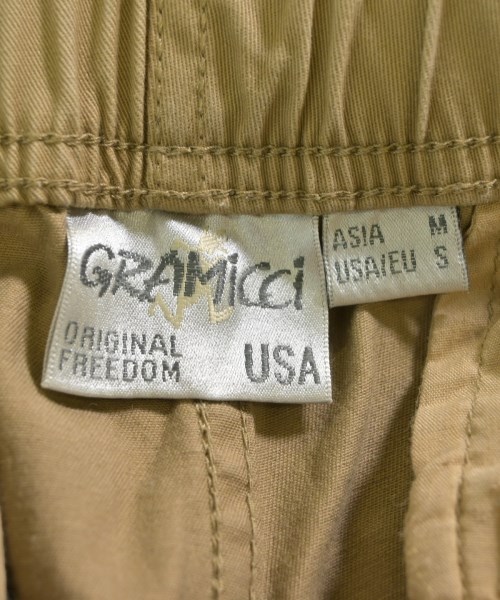 GRAMiCCi
ORIGINAL
FREEDOM
USA
ASIA M
USA/EU S